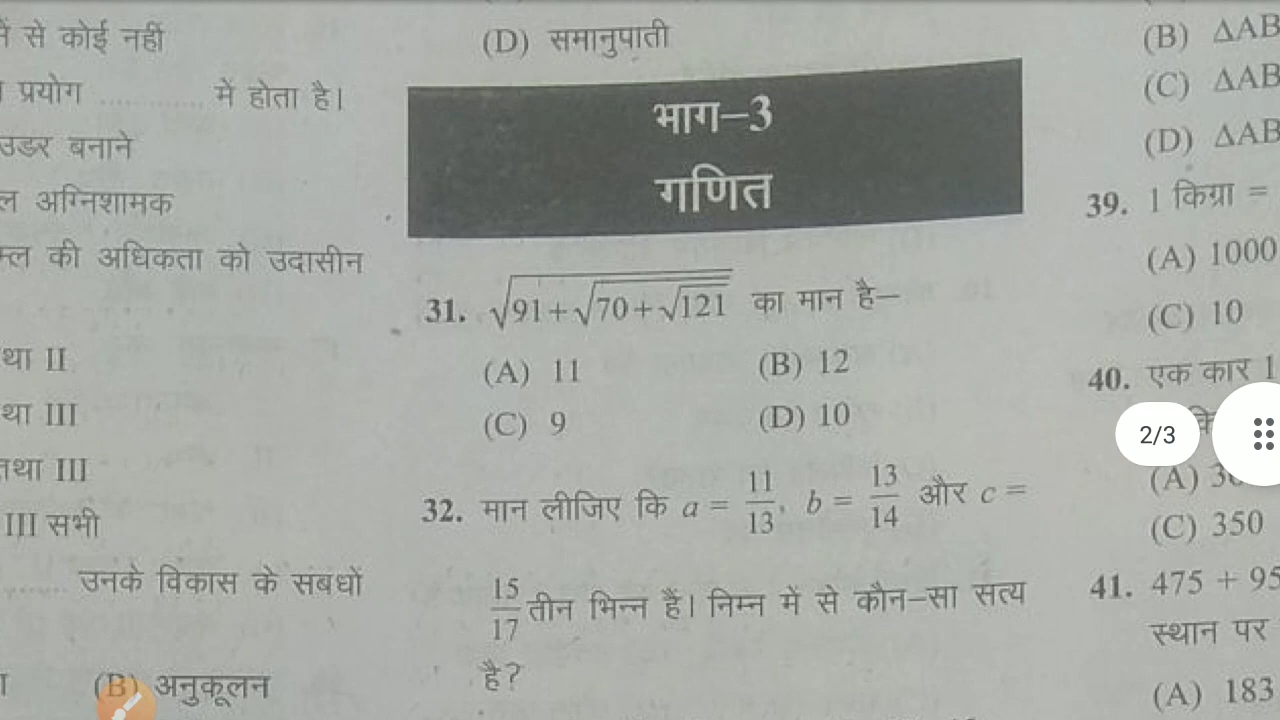 से कोई नहीं
प्रयोग ............ में होता है।
बनाने
अग्निशामक
की अधिकता को उदासीन
था II
था III
तथा III
III सभी
....... उनके विकास के संबधों
(B) अनुकूलन
(D) समानुपाती
भाग–3
गणित
31. √91+√70+√121 का मान है–
(A) 11 (B) 12
(C) 9 (D) 10
32. मान लीजिए कि a = 11/13, b = 13/14 और c =
15/17 तीन भिन्न हैं। निम्न में से कौन–सा सत्य
है?
(B) ΔAB
(C) ΔAB
(D) ΔAB
39. 1 किग्रा =
(A) 1000
(C) 10
40. एक कार 1
2/3
(A) 3
(C) 350
41. 475 + 95
स्थान पर
(A) 183